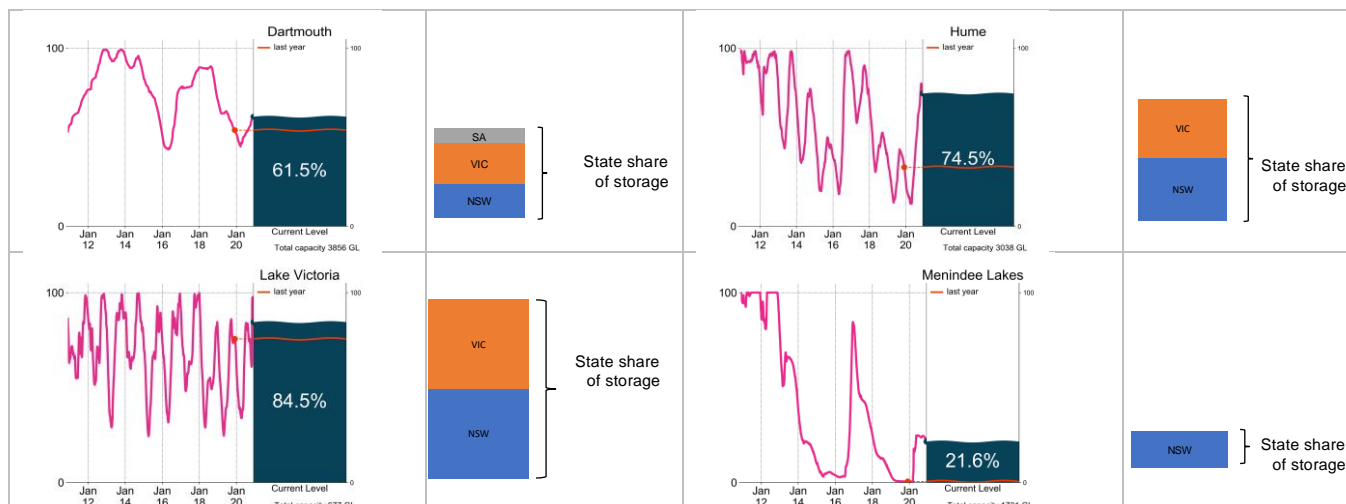 Dartmouth
last year
100
100
61.5%
0
0
Jan 12
Jan 14
Jan 16
Jan 18
Jan 20
Current Level
Total capacity 3856 GL
SA
VIC
NSW
State share
of storage
Hume
last year
100
100
74.5%
0
0
Jan 12
Jan 14
Jan 16
Jan 18
Jan 20
Current Level
Total capacity 3038 GL
VIC
NSW
State share
of storage
Lake Victoria
last year
100
100
84.5%
0
0
Jan 12
Jan 14
Jan 16
Jan 18
Jan 20
Current Level
VIC
NSW
State share
of storage
Menindee Lakes
last year
100
100
21.6%
0
0
Jan 12
Jan 14
Jan 16
Jan 18
Jan 20
Current Level
NSW
State share
of storage